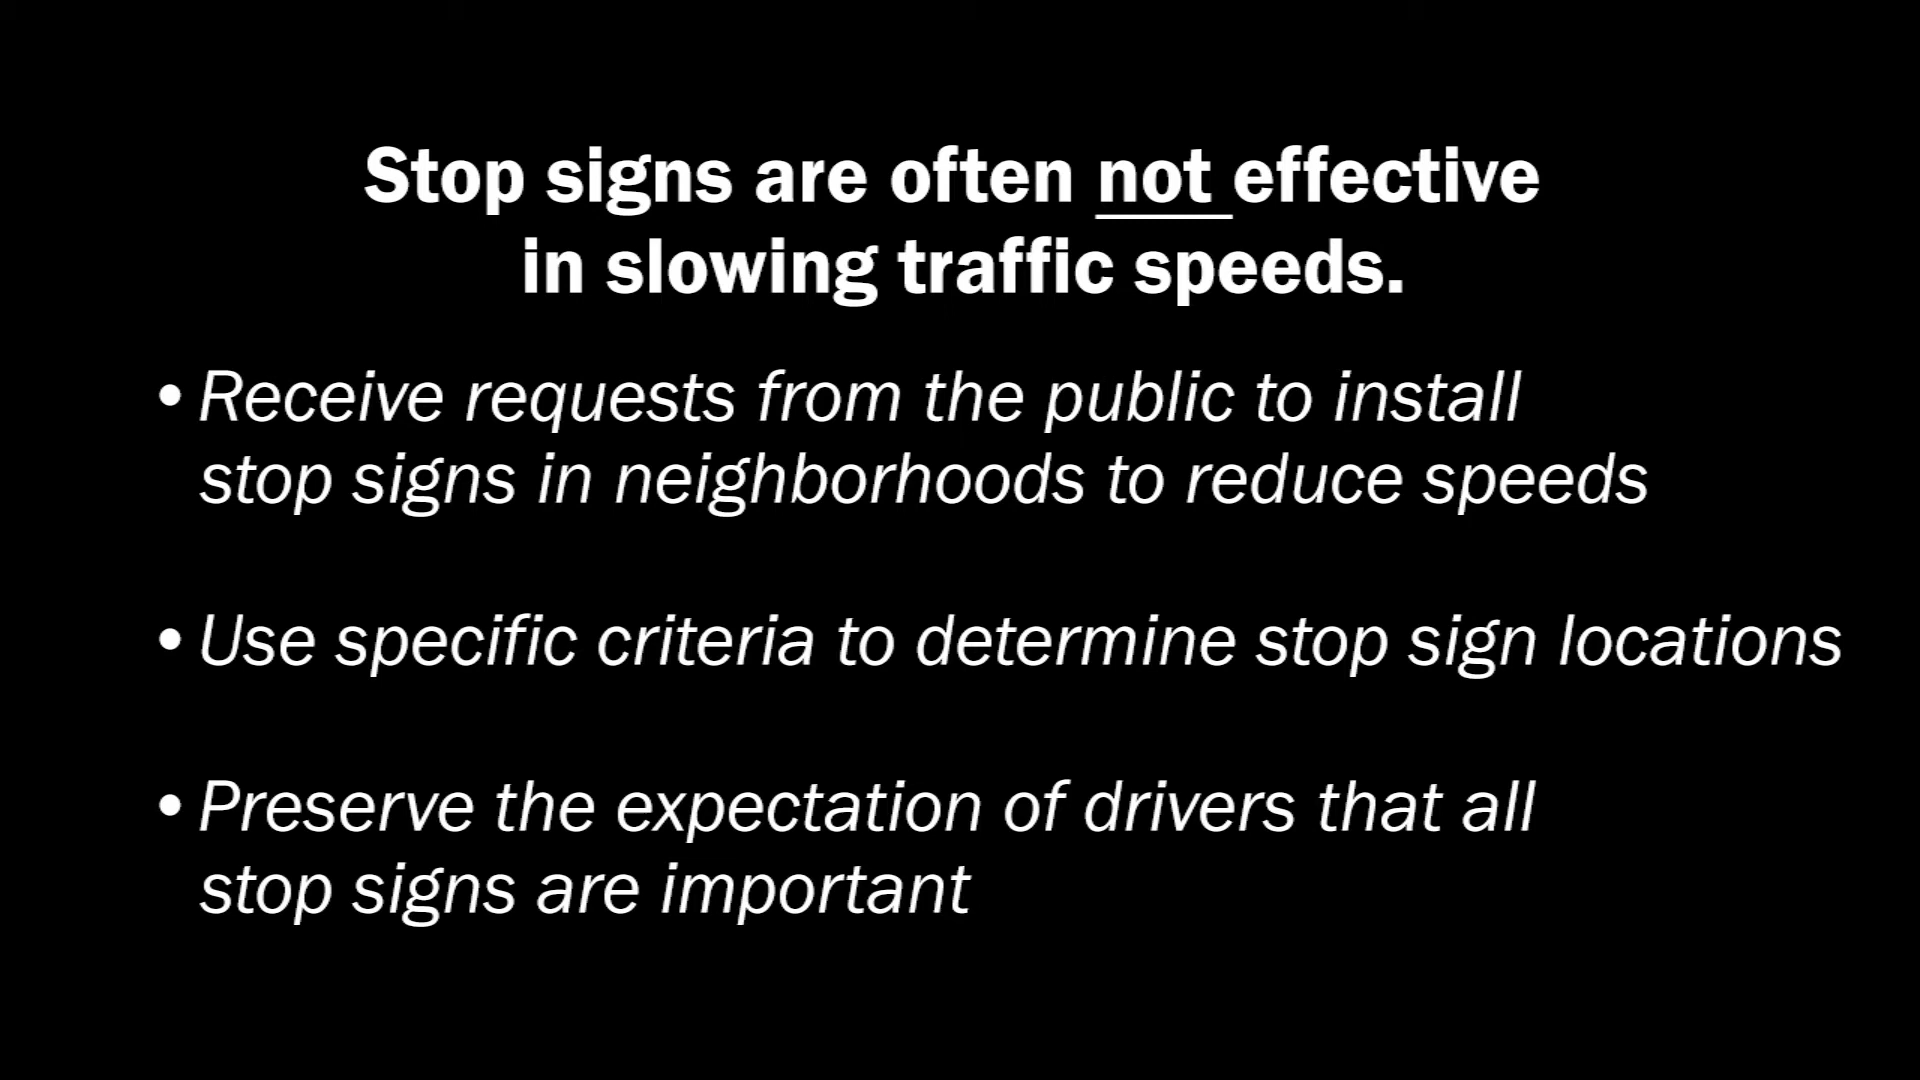 Stop signs are often not effective
in slowing traffic speeds.
• Receive requests from the public to install
stop signs in neighborhoods to reduce speeds
• Use specific criteria to determine stop sign locations
• Preserve the expectation of drivers that all
stop signs are important